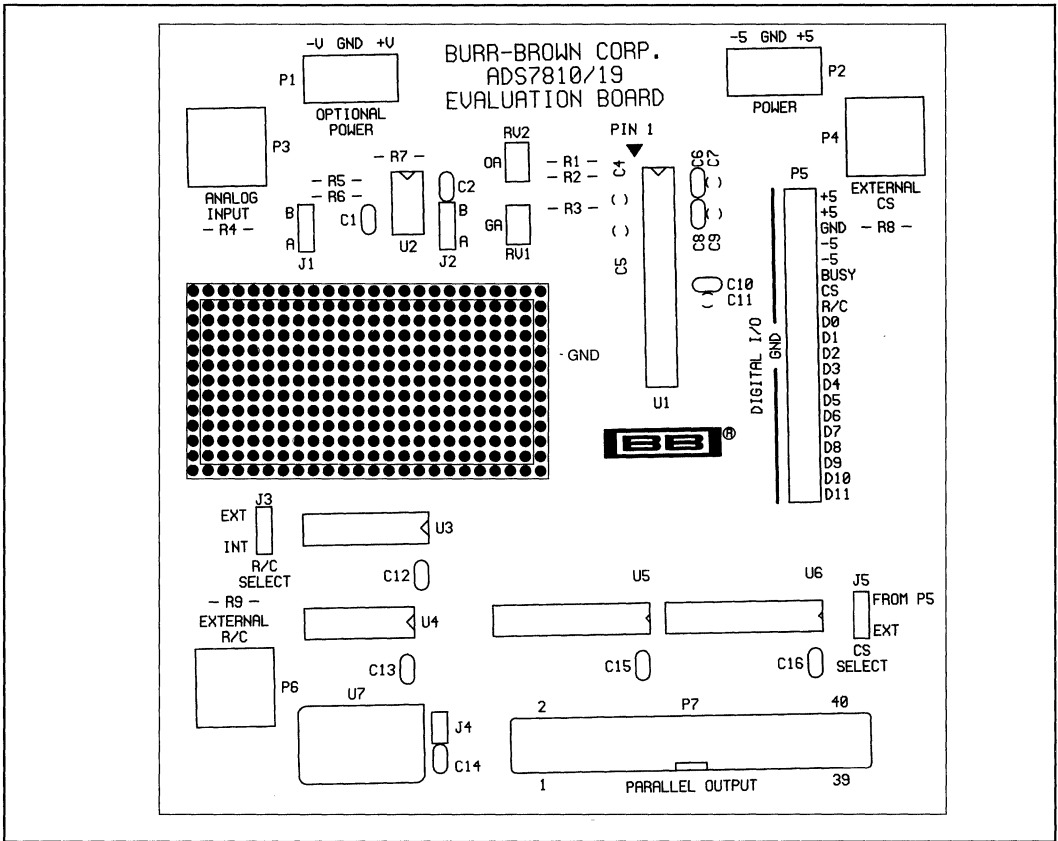 -V GND +V
P1
OPTIONAL
POWER
BURR-BROWN CORP.
ADS7810/19
EVALUATION BOARD
-5 GND +5
P2
POWER
P3
ANALOG
INPUT
- R4 -
P4
EXTERNAL
CS
- R8 -
RV2
OA
GA
RV1
PIN 1
- R7 -
- R5 -
- R6 -
C1
U2
C2
B
A
J1
B
A
J2
- R1 -
- R2 -
- R3 -
C4
C5
C6
C7
C8
C9
C10
C11
U1
P5
+5
+5
GND
-5
-5
BUSY
CS
R/C
D0
D1
D2
D3
D4
D5
D6
D7
D8
D9
D10
D11
DIGITAL I/O
GND
- GND
BB®
J3
EXT
INT
R/C
SELECT
U3
C12
- R9 -
EXTERNAL
R/C
P6
U4
C13
U7
J4
C14
U5
U6
J5
FROM P5
EXT
CS
SELECT
C15
C16
2 P7 40
1 PARALLEL OUTPUT 39